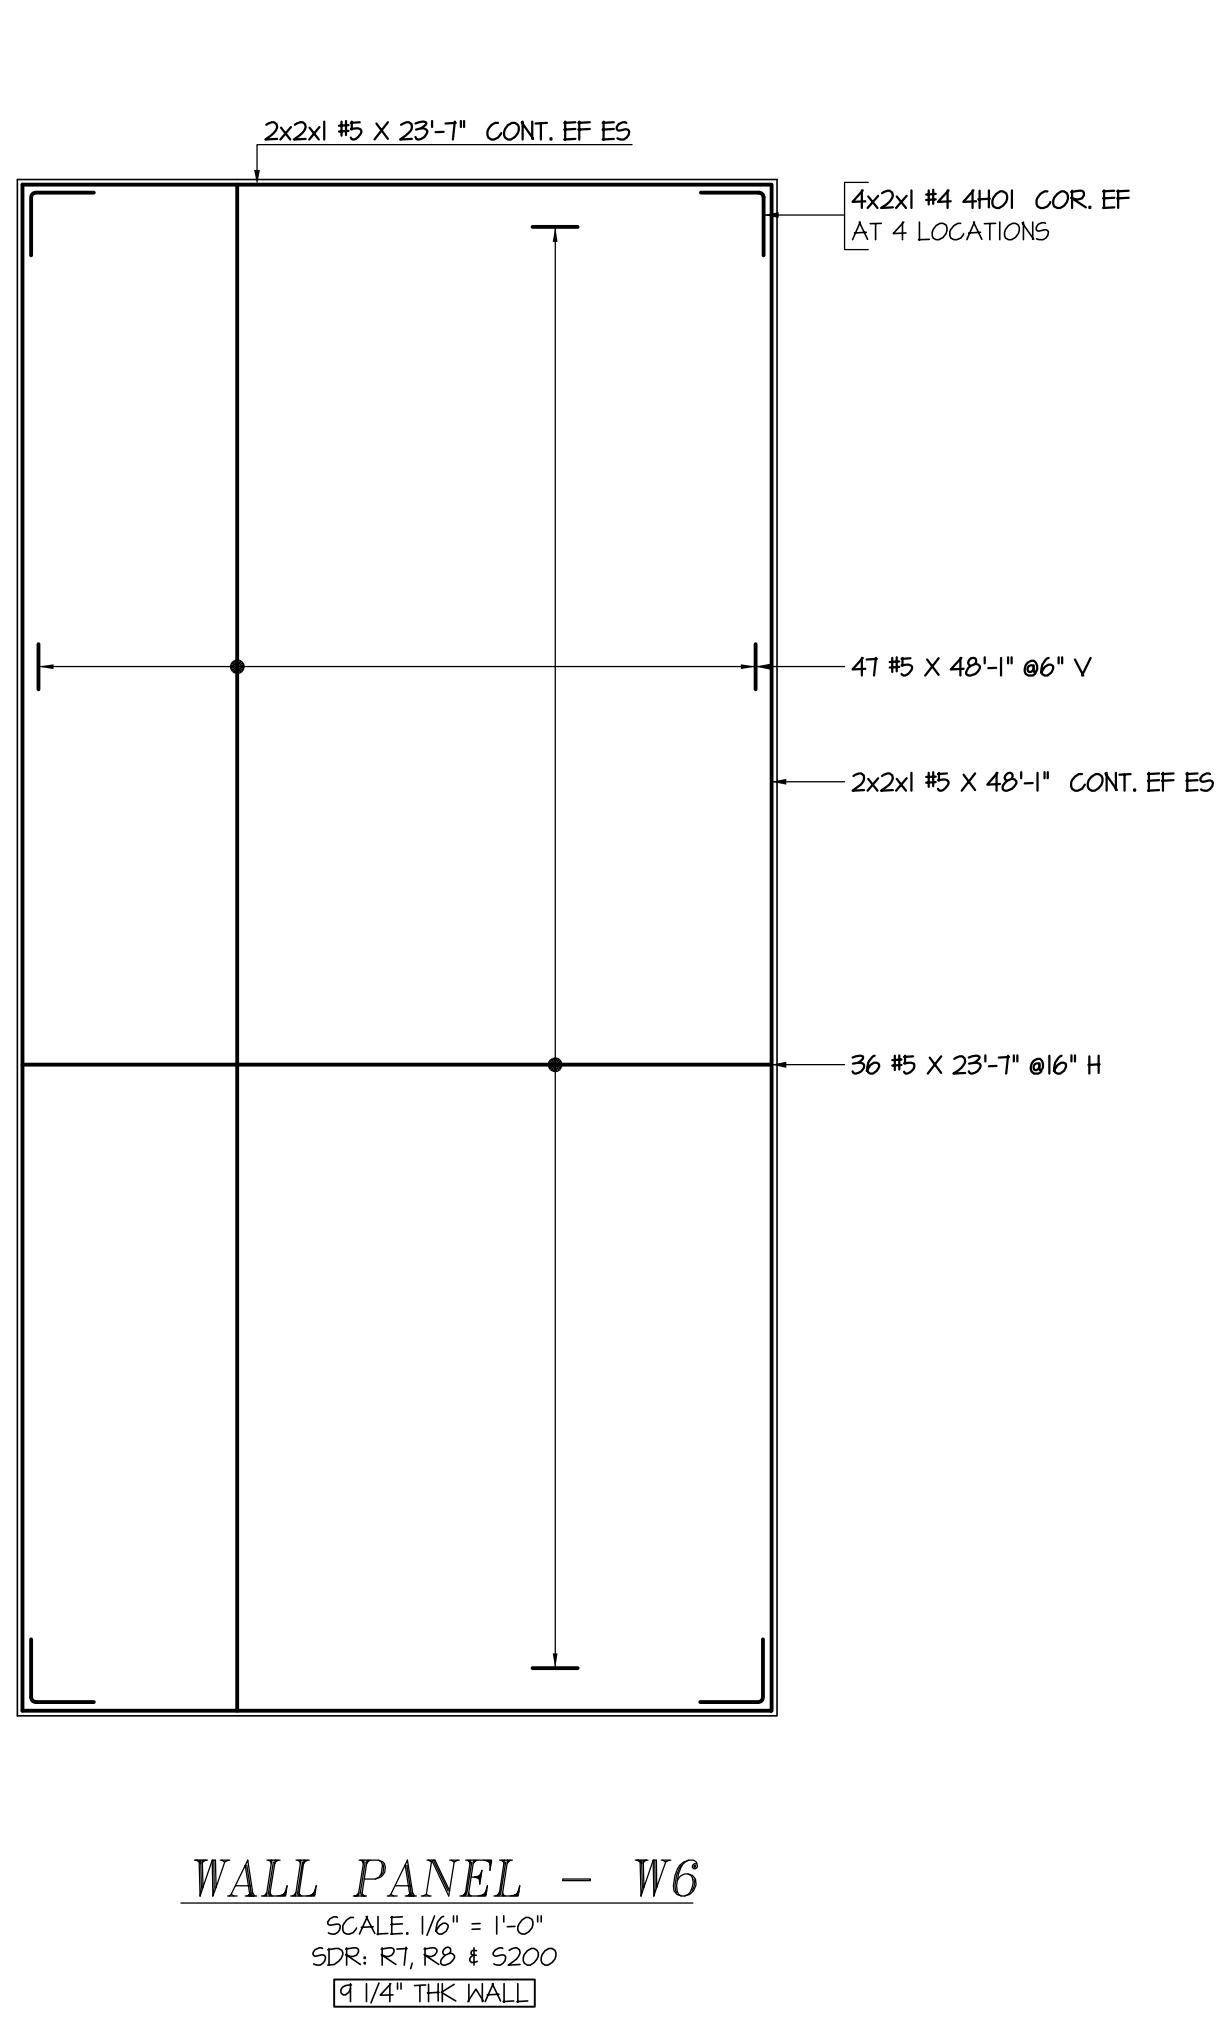 2x2x1 #5 X 23'-7" CONT. EF ES
4x2x1 #4 4H01 COR. EF
AT 4 LOCATIONS
47 #5 X 48'-1" @6" V
2x2x1 #5 X 48'-1" CONT. EF ES
36 #5 X 23'-7" @16" H
WALL PANEL - W6
SCALE. 1/6" = 1'-0"
SDR: R7, R8 & S200
9 1/4" THK WALL